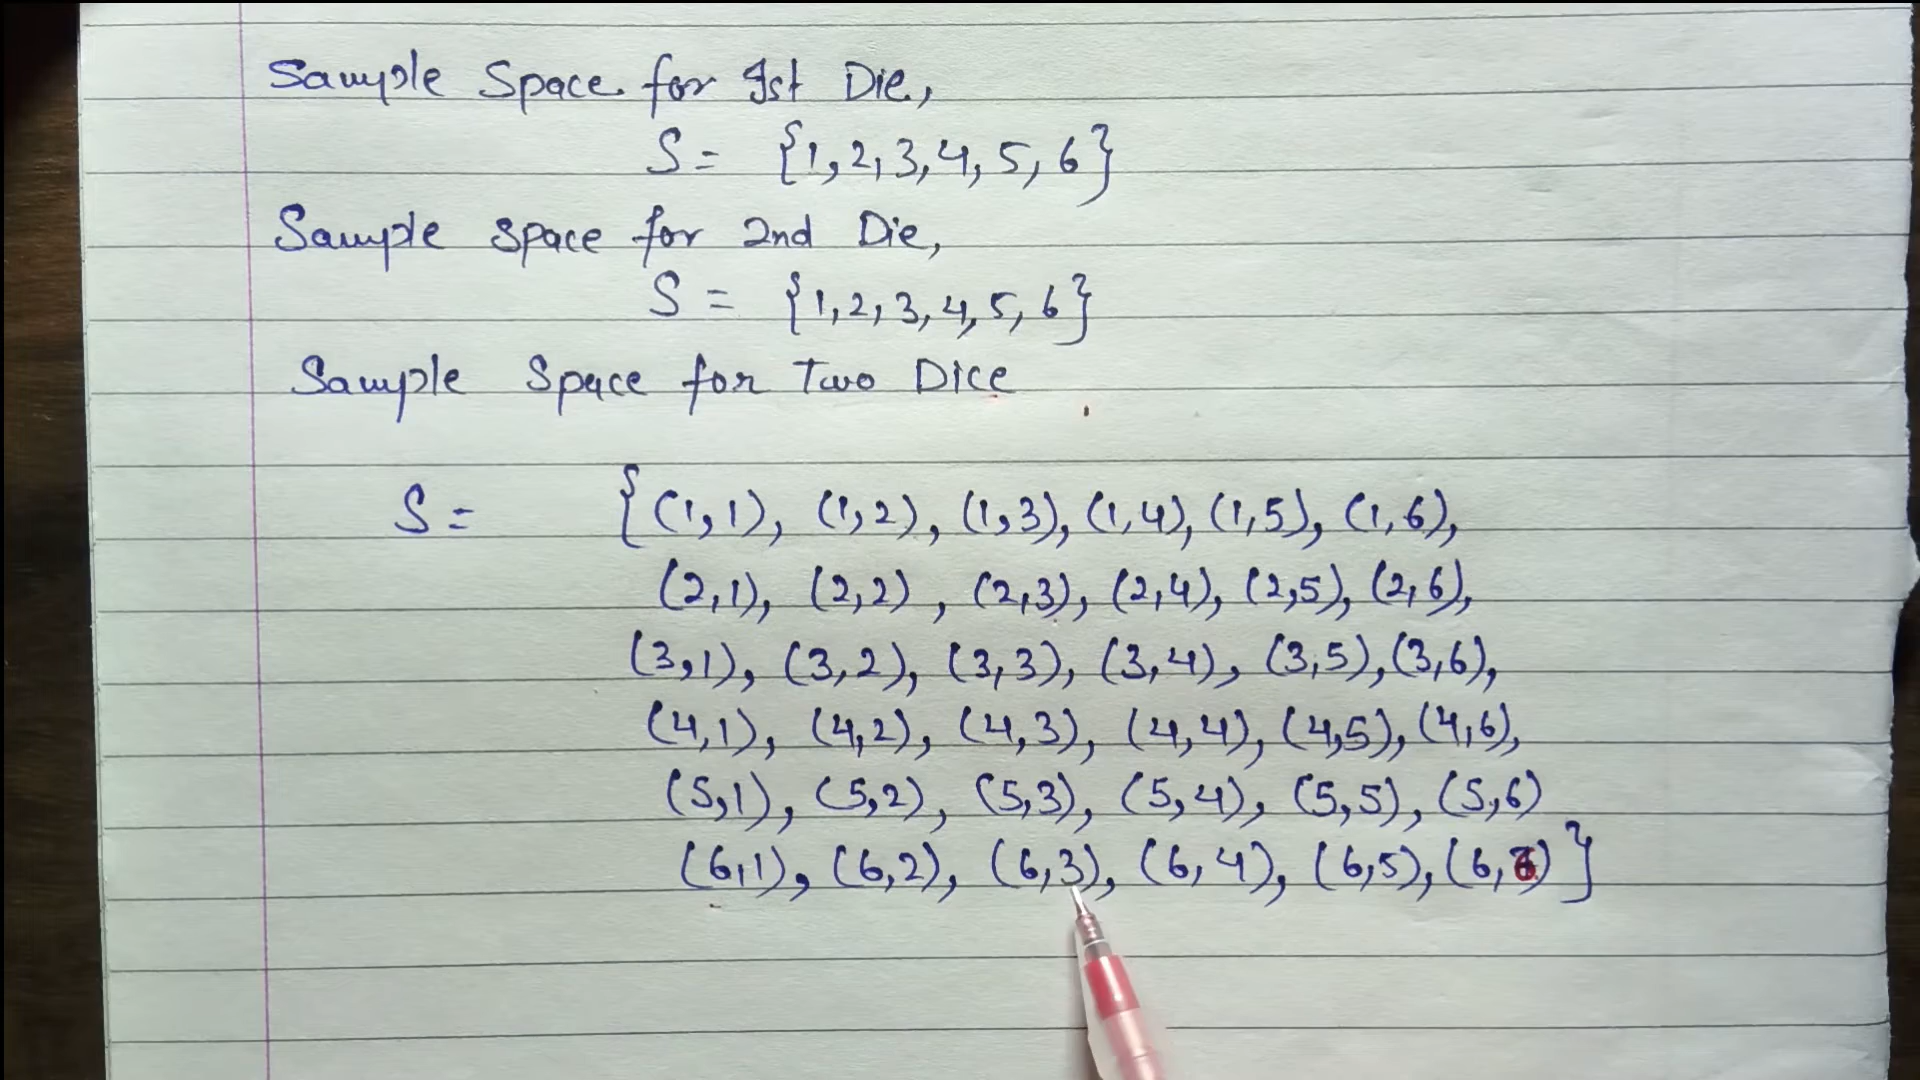 Sample Space for Ist Die,
S = {1,2,3,4,5,6}
Sample space for 2nd Die,
S = {1,2,3,4,5,6}
Sample Space for Two Dice
S = {(1,1), (1,2), (1,3), (1,4), (1,5), (1,6),
(2,1), (2,2), (2,3), (2,4), (2,5), (2,6),
(3,1), (3,2), (3,3), (3,4), (3,5), (3,6),
(4,1), (4,2), (4,3), (4,4), (4,5), (4,6),
(5,1), (5,2), (5,3), (5,4), (5,5), (5,6)
(6,1), (6,2), (6,3), (6,4), (6,5), (6,6)}